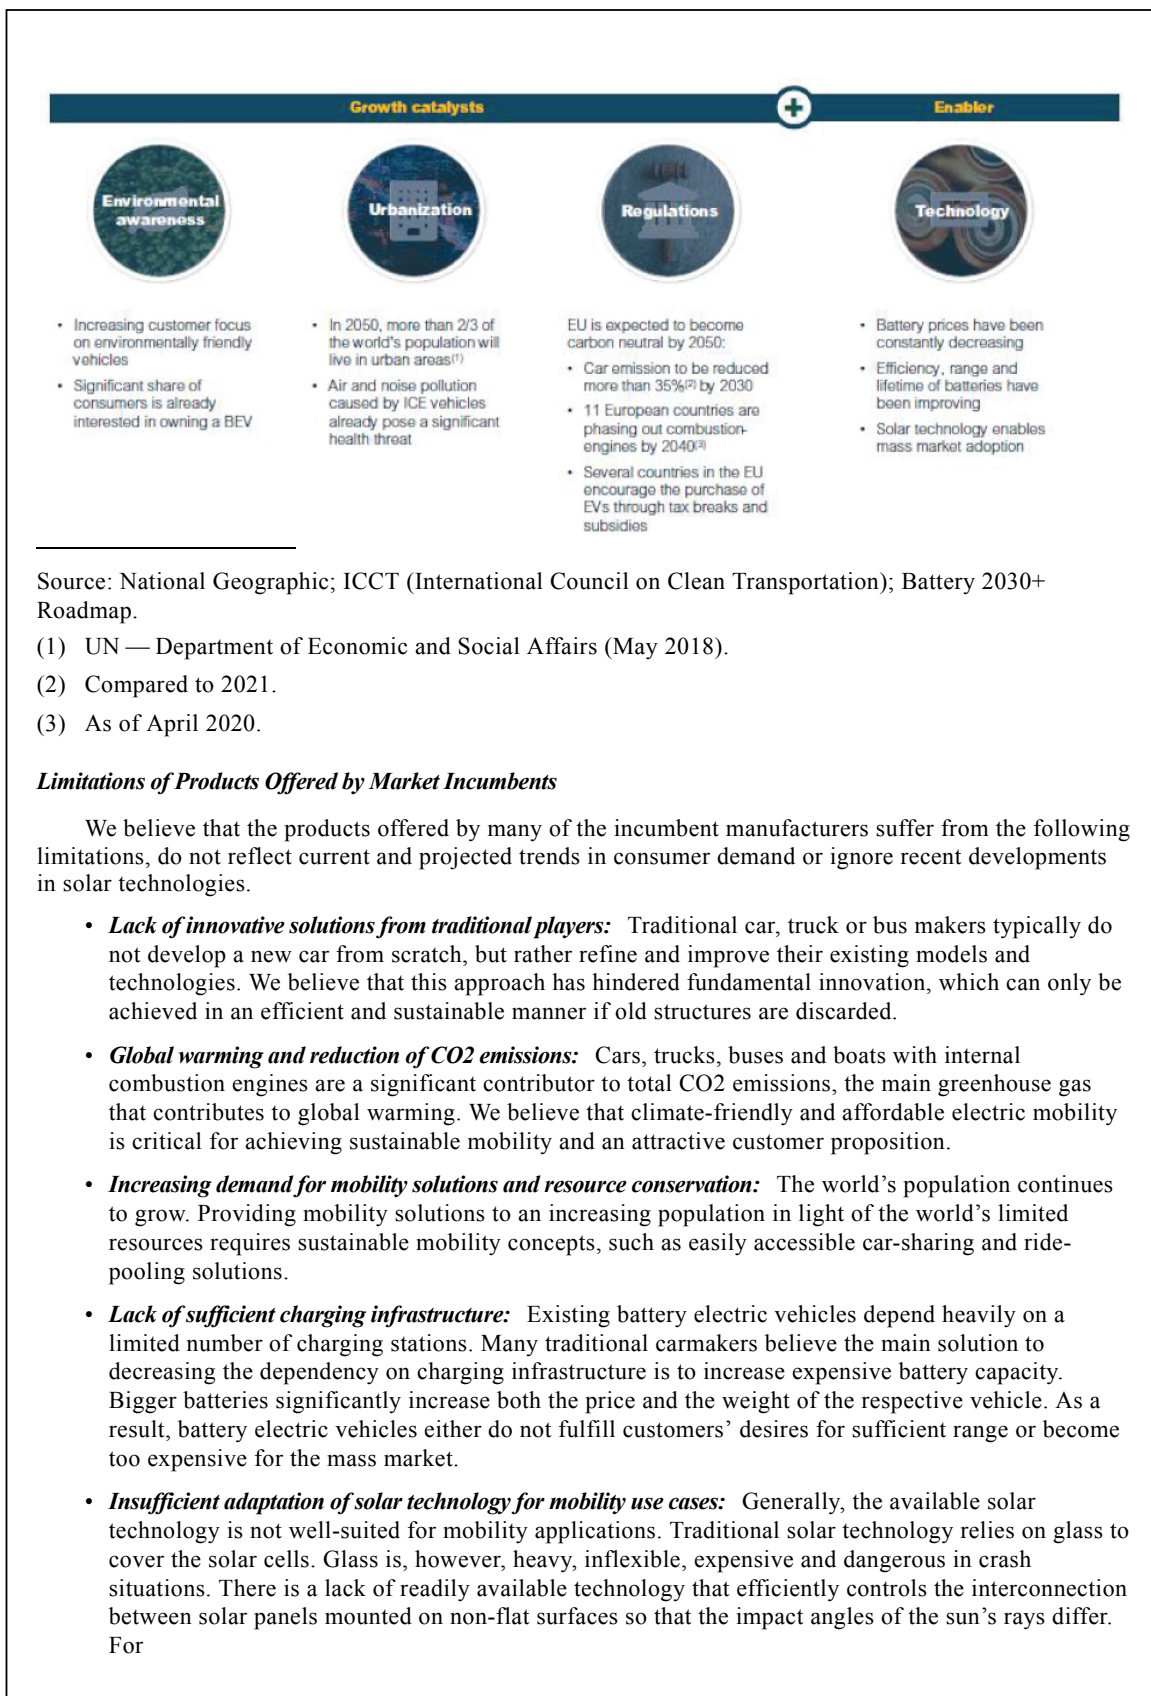 Growth catalysts
Enabler
Environmental
awareness
Urbanization
Regulations
Technology
• Increasing customer focus
on environmentally friendly
vehicles
• Significant share of
consumers is already
interested in owning a BEV
• In 2050, more than 2/3 of
the world's population will
live in urban areas(1)
• Air and noise pollution
caused by ICE vehicles
already pose a significant
health threat
EU is expected to become
carbon neutral by 2050:
• Car emission to be reduced
more than 35%(2) by 2030
• 11 European countries are
phasing out combustion-
engines by 2040(3)
• Several countries in the EU
encourage the purchase of
EVs through tax breaks and
subsidies
• Battery prices have been
constantly decreasing
• Efficiency, range and
lifetime of batteries have
been improving
• Solar technology enables
mass market adoption
Source: National Geographic; ICCT (International Council on Clean Transportation); Battery 2030+
Roadmap.
(1) UN — Department of Economic and Social Affairs (May 2018).
(2) Compared to 2021.
(3) As of April 2020.
Limitations of Products Offered by Market Incumbents
We believe that the products offered by many of the incumbent manufacturers suffer from the following
limitations, do not reflect current and projected trends in consumer demand or ignore recent developments
in solar technologies.
• Lack of innovative solutions from traditional players: Traditional car, truck or bus makers typically do
not develop a new car from scratch, but rather refine and improve their existing models and
technologies. We believe that this approach has hindered fundamental innovation, which can only be
achieved in an efficient and sustainable manner if old structures are discarded.
• Global warming and reduction of CO2 emissions: Cars, trucks, buses and boats with internal
combustion engines are a significant contributor to total CO2 emissions, the main greenhouse gas
that contributes to global warming. We believe that climate-friendly and affordable electric mobility
is critical for achieving sustainable mobility and an attractive customer proposition.
• Increasing demand for mobility solutions and resource conservation: The world’s population continues
to grow. Providing mobility solutions to an increasing population in light of the world’s limited
resources requires sustainable mobility concepts, such as easily accessible car-sharing and ride-
pooling solutions.
• Lack of sufficient charging infrastructure: Existing battery electric vehicles depend heavily on a
limited number of charging stations. Many traditional carmakers believe the main solution to
decreasing the dependency on charging infrastructure is to increase expensive battery capacity.
Bigger batteries significantly increase both the price and the weight of the respective vehicle. As a
result, battery electric vehicles either do not fulfill customers’ desires for sufficient range or become
too expensive for the mass market.
• Insufficient adaptation of solar technology for mobility use cases: Generally, the available solar
technology is not well-suited for mobility applications. Traditional solar technology relies on glass to
cover the solar cells. Glass is, however, heavy, inflexible, expensive and dangerous in crash
situations. There is a lack of readily available technology that efficiently controls the interconnection
between solar panels mounted on non-flat surfaces so that the impact angles of the sun’s rays differ.
For